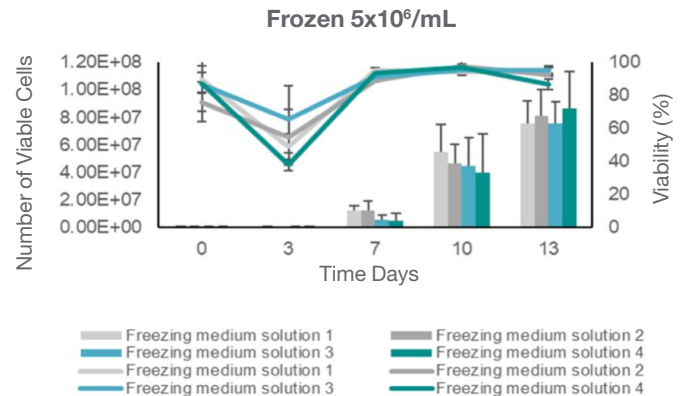 Frozen 5x10⁶/mL
Number of Viable Cells
1.20E+08
1.00E+08
8.00E+07
6.00E+07
4.00E+07
2.00E+07
0.00E+00
100
80
60
40
20
0
Viability (%)
0 3 7 10 13
Time Days
Freezing medium solution 1 Freezing medium solution 2
Freezing medium solution 3 Freezing medium solution 4
Freezing medium solution 1 Freezing medium solution 2
Freezing medium solution 3 Freezing medium solution 4